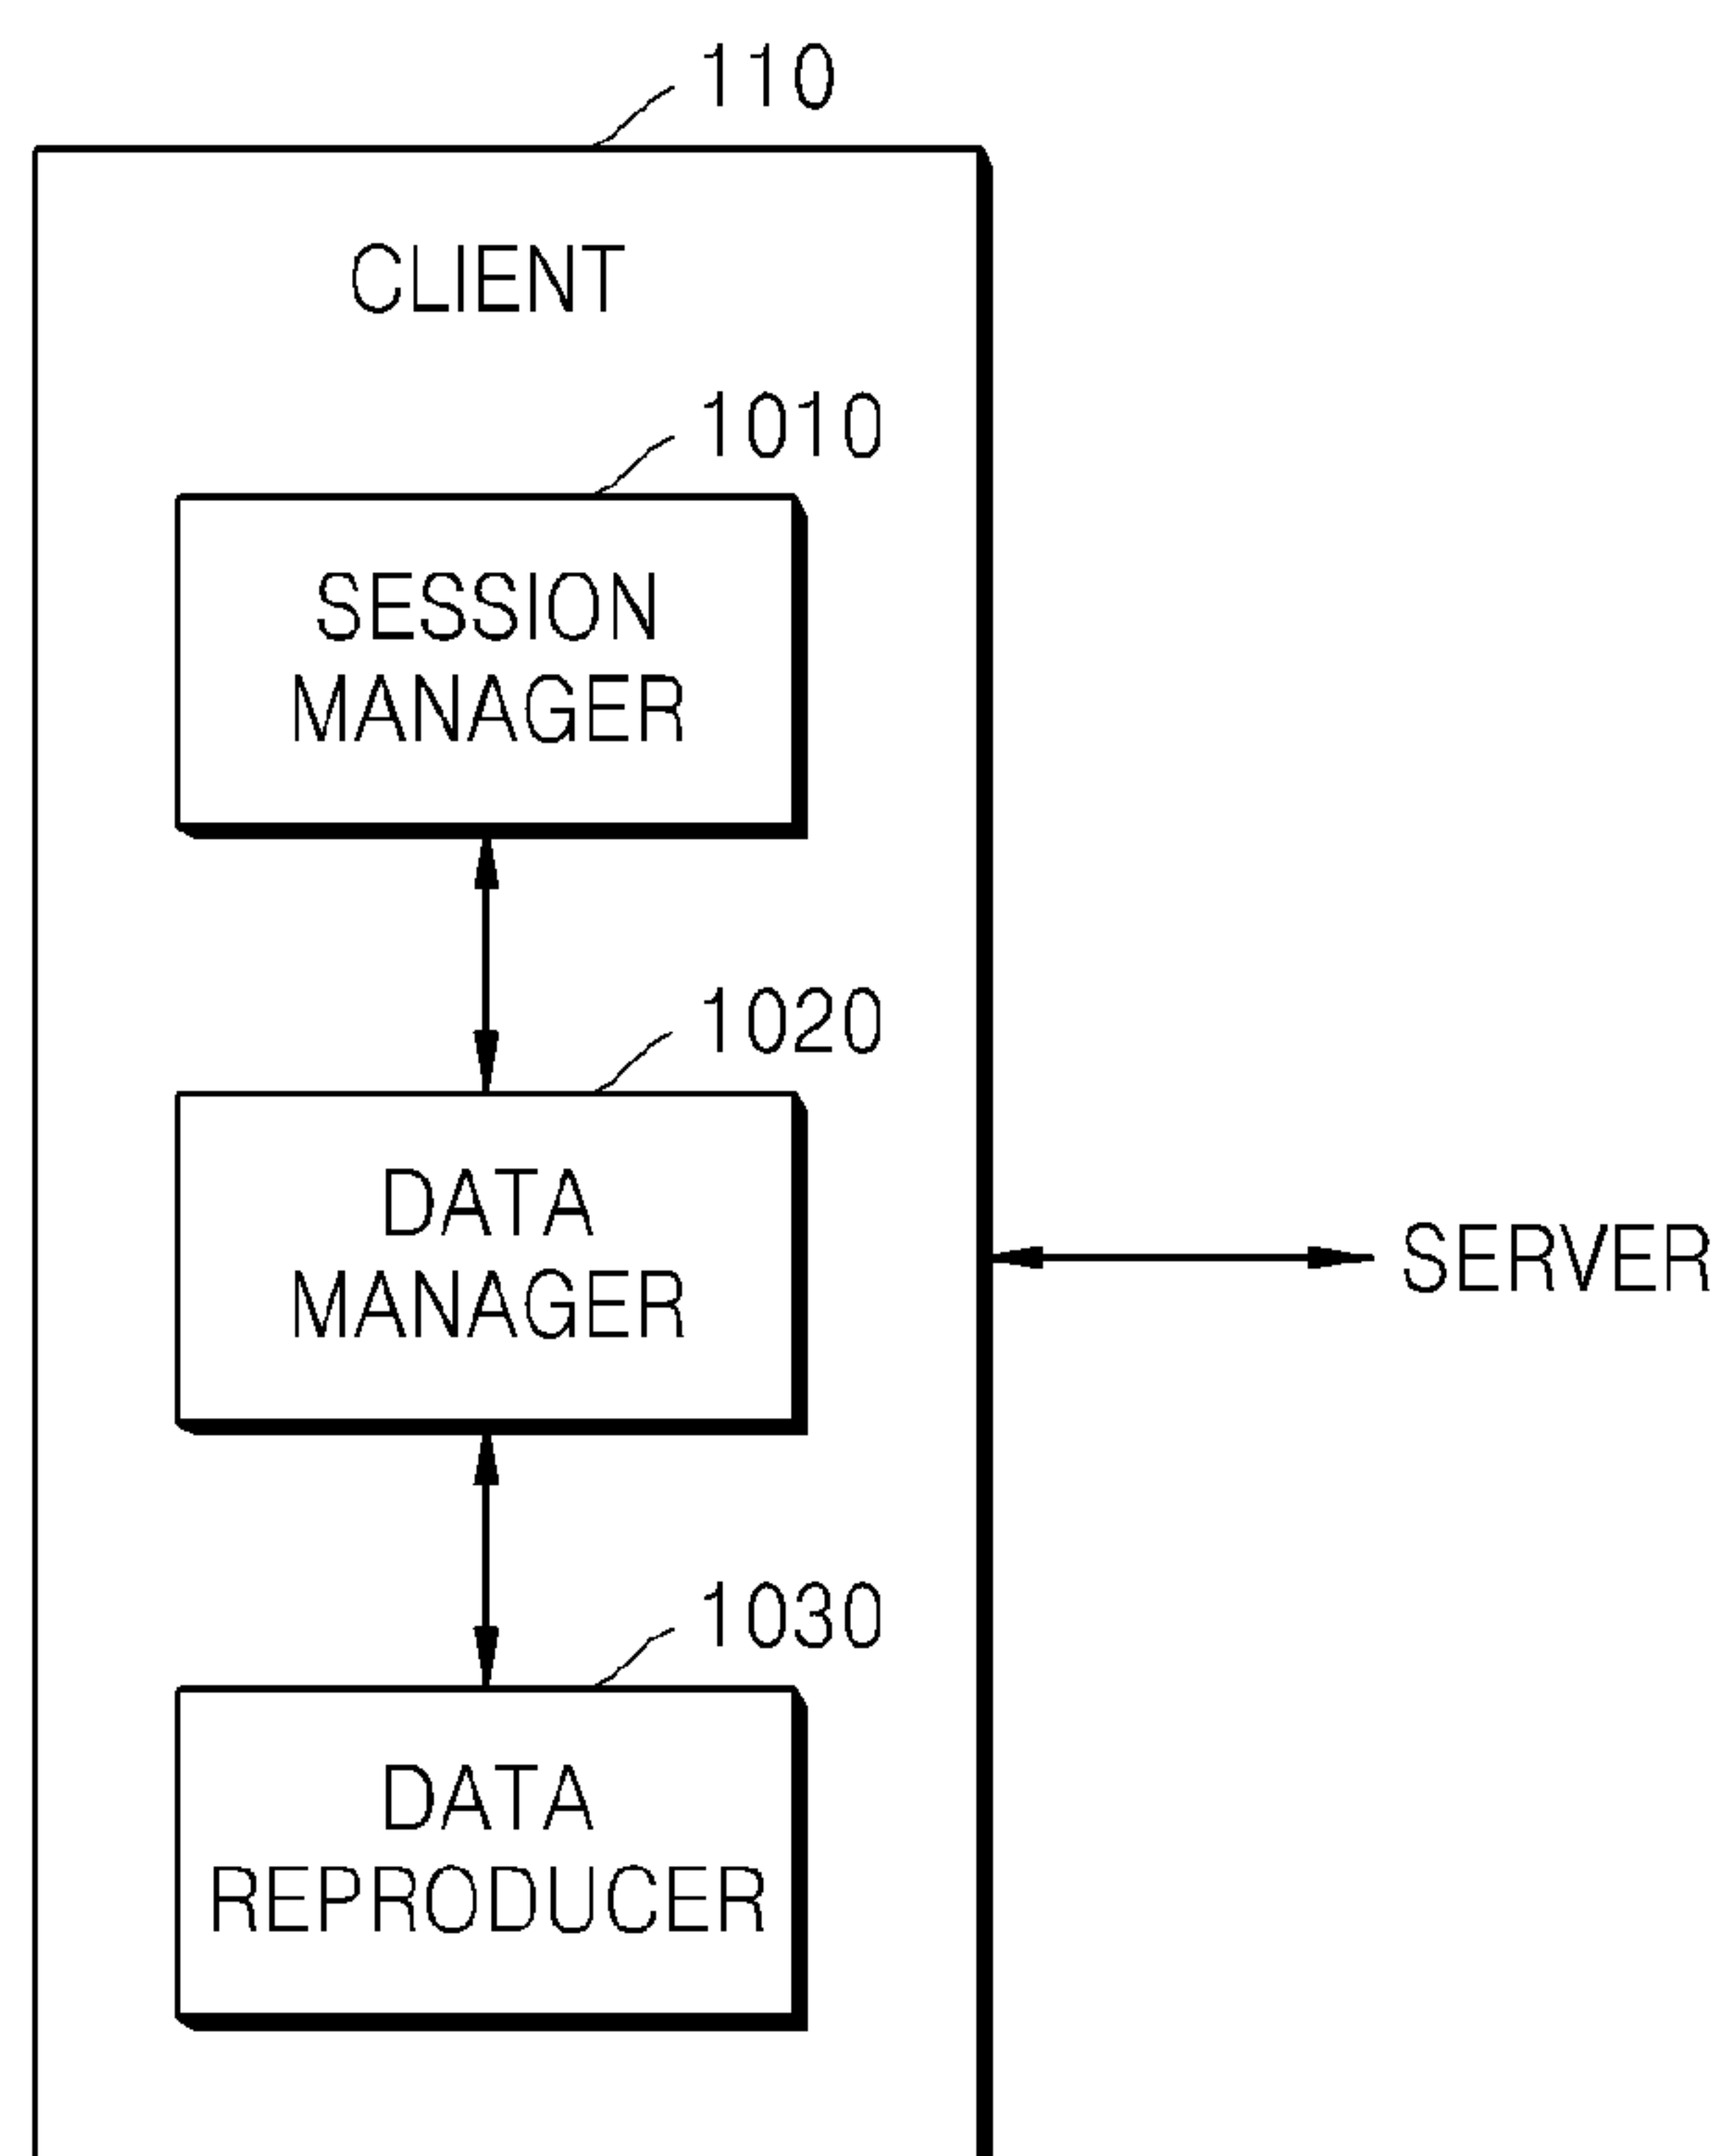 110
CLIENT
1010
SESSION
MANAGER
1020
DATA
MANAGER
SERVER
1030
DATA
REPRODUCER